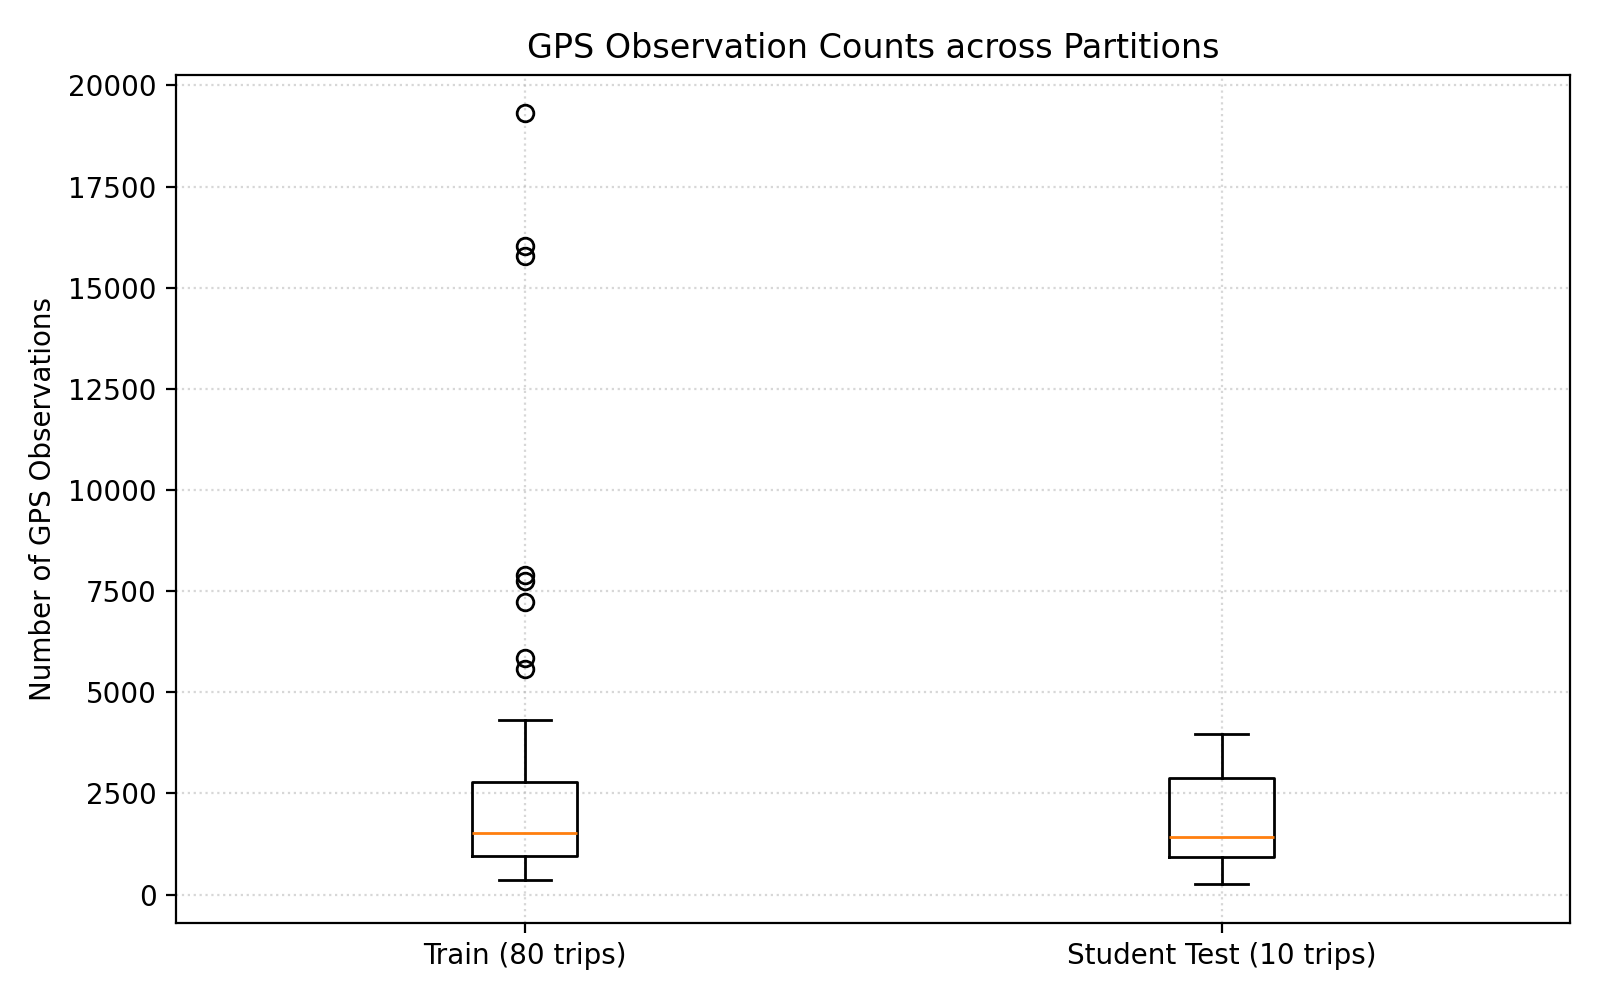 GPS Observation Counts across Partitions
Number of GPS Observations
20000
17500
15000
12500
10000
7500
5000
2500
0
Train (80 trips)
Student Test (10 trips)